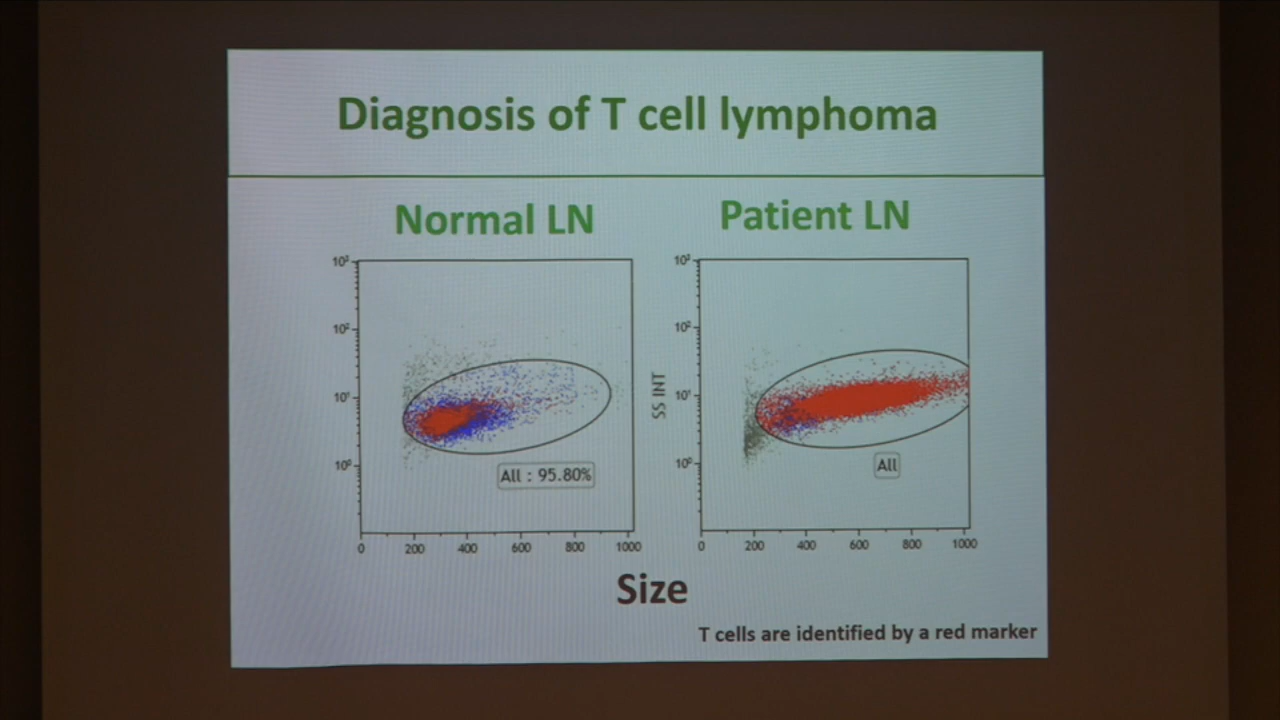 Diagnosis of T cell lymphoma
Normal LN
Patient LN
10³
10²
10¹
10⁰
All : 95.80%
0 200 400 600 800 1000
SS INT
10³
10²
10¹
10⁰
All
0 200 400 600 800 1000
Size
T cells are identified by a red marker